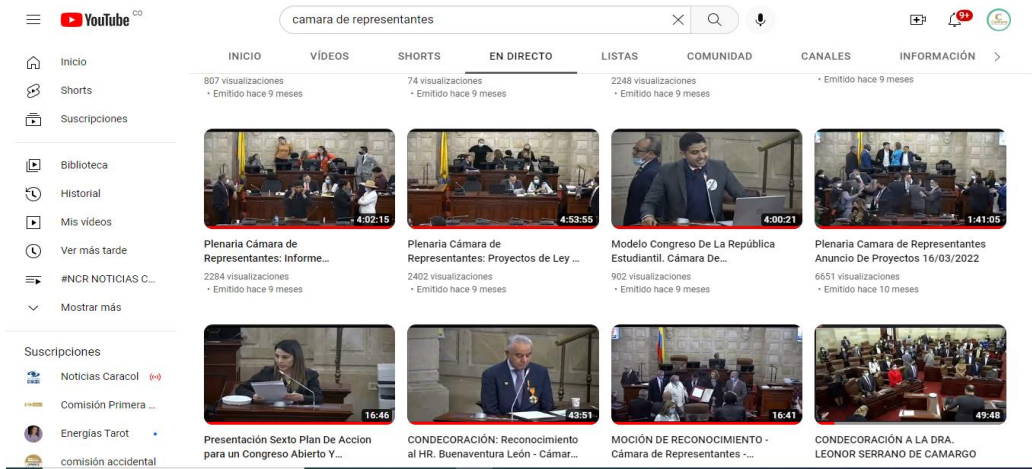 YouTube CO
camara de representantes
9+
Inicio
Shorts
Suscripciones
Biblioteca
Historial
Mis vídeos
Ver más tarde
#NCR NOTICIAS C...
Mostrar más
Suscripciones
Noticias Caracol
Comisión Primera ...
Energías Tarot
comisión accidental
INICIO VÍDEOS SHORTS EN DIRECTO LISTAS COMUNIDAD CANALES INFORMACIÓN
807 visualizaciones
• Emitido hace 9 meses
74 visualizaciones
• Emitido hace 9 meses
2248 visualizaciones
• Emitido hace 9 meses
• Emitido hace 9 meses
4:02:15
Plenaria Cámara de
Representantes: Informe...
2284 visualizaciones
• Emitido hace 9 meses
4:53:55
Plenaria Cámara de
Representantes: Proyectos de Ley ...
2402 visualizaciones
• Emitido hace 9 meses
4:00:21
Modelo Congreso De La República
Estudiantil. Cámara De...
902 visualizaciones
• Emitido hace 9 meses
1:41:05
Plenaria Camara de Representantes
Anuncio De Proyectos 16/03/2022
6651 visualizaciones
• Emitido hace 10 meses
16:46
Presentación Sexto Plan De Accion
para un Congreso Abierto Y...
43:51
CONDECORACIÓN: Reconocimiento
al HR. Buenaventura León - Cámar...
16:41
MOCIÓN DE RECONOCIMIENTO -
Cámara de Representantes -...
49:48
CONDECORACIÓN A LA DRA.
LEONOR SERRANO DE CAMARGO